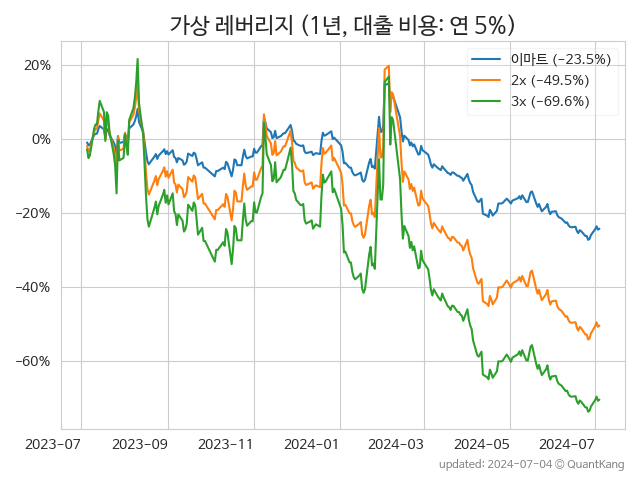 가상 레버리지 (1년, 대출 비용: 연 5%)
이마트 (−23.5%)
2x (−49.5%)
3x (−69.6%)
20%
0%
−20%
−40%
−60%
2023-07 2023-09 2023-11 2024-01 2024-03 2024-05 2024-07
updated: 2024-07-04 © QuantKang